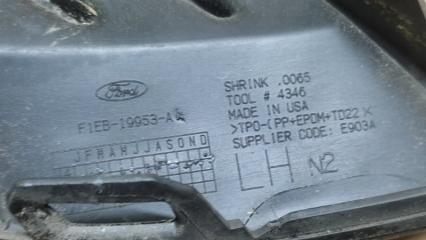 Ford
F1EB-19953-A
JFMAMJJASOND
SHRINK .0065
TOOL # 4346
MADE IN USA
>TPO-(PP+EPDM+TD22
SUPPLIER CODE: E903A
LH N2